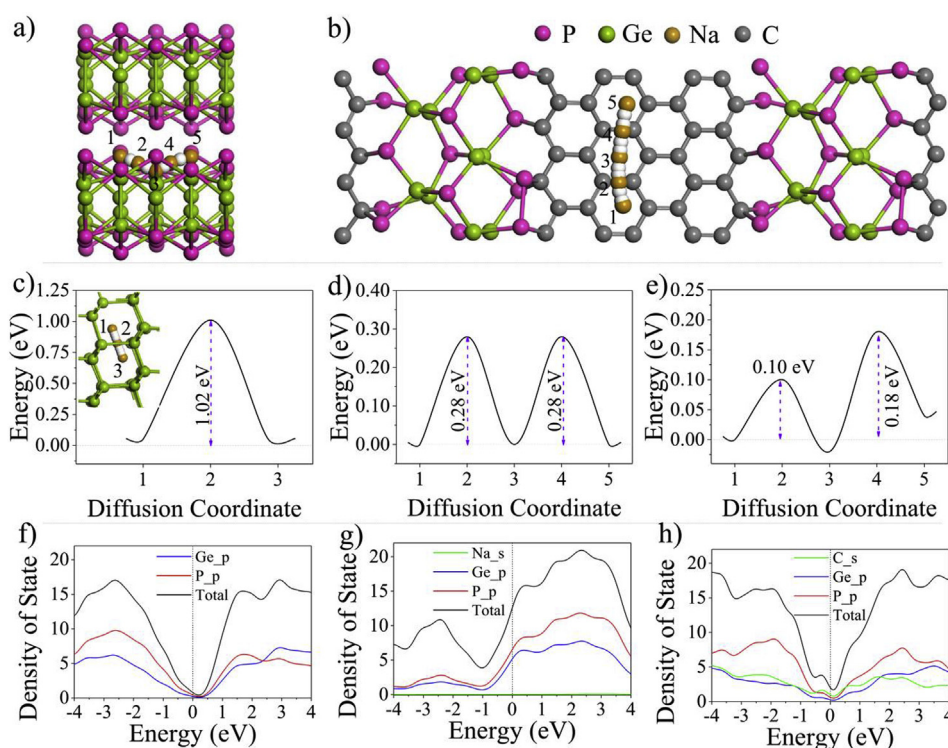 a)
b)
P Ge Na C
1 2 4 5
3
5
4
3
2
1
c)
1.25
1.00
0.75
0.50
0.25
0.00
Energy (eV)
1 2
3
1.02 eV
1 2 3
Diffusion Coordinate
d)
0.40
0.30
0.20
0.10
0.00
Energy (eV)
0.28 eV
0.28 eV
1 2 3 4 5
Diffusion Coordinate
e)
0.25
0.20
0.15
0.10
0.05
0.00
Energy (eV)
0.10 eV
0.18 eV
1 2 3 4 5
Diffusion Coordinate
f)
20
15
10
5
0
Density of State
Ge_p
P_p
Total
-4 -3 -2 -1 0 1 2 3 4
Energy (eV)
g)
20
15
10
5
0
Density of State
Na_s
Ge_p
P_p
Total
-4 -3 -2 -1 0 1 2 3 4
Energy (eV)
h)
20
15
10
5
0
Density of State
C_s
Ge_p
P_p
Total
-4 -3 -2 -1 0 1 2 3 4
Energy (eV)